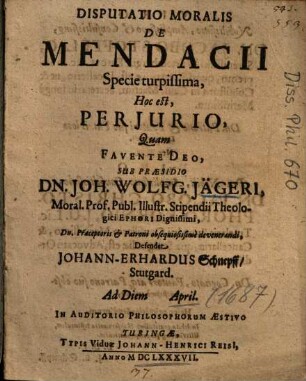 DISPUTATIO MORALIS
DE
MENDACII
Specie turpissima,
Hoc est,
PERJURIO,
Quam
FAVENTE DEO,
SUB PRÆSIDIO
DN. JOH. WOLFG. JÄGERI,
Moral. Prof. Publ. Illustr. Stipendii Theolo-
gici EPHORI Dignissimi,
Dn. Præceptoris & Patroni obsequiosissimè devenerandi,
Defendet
JOHANN-ERHARDUS Schnepff/
Stutgard.
Ad Diem April. (1687)
IN AUDITORIO PHILOSOPHORUM ÆSTIVO
TUBINGÆ,
TYPIS Viduæ JOHANN-HENRICI REISI,
ANNO MDCLXXXVII.
Diss. Phil. 670